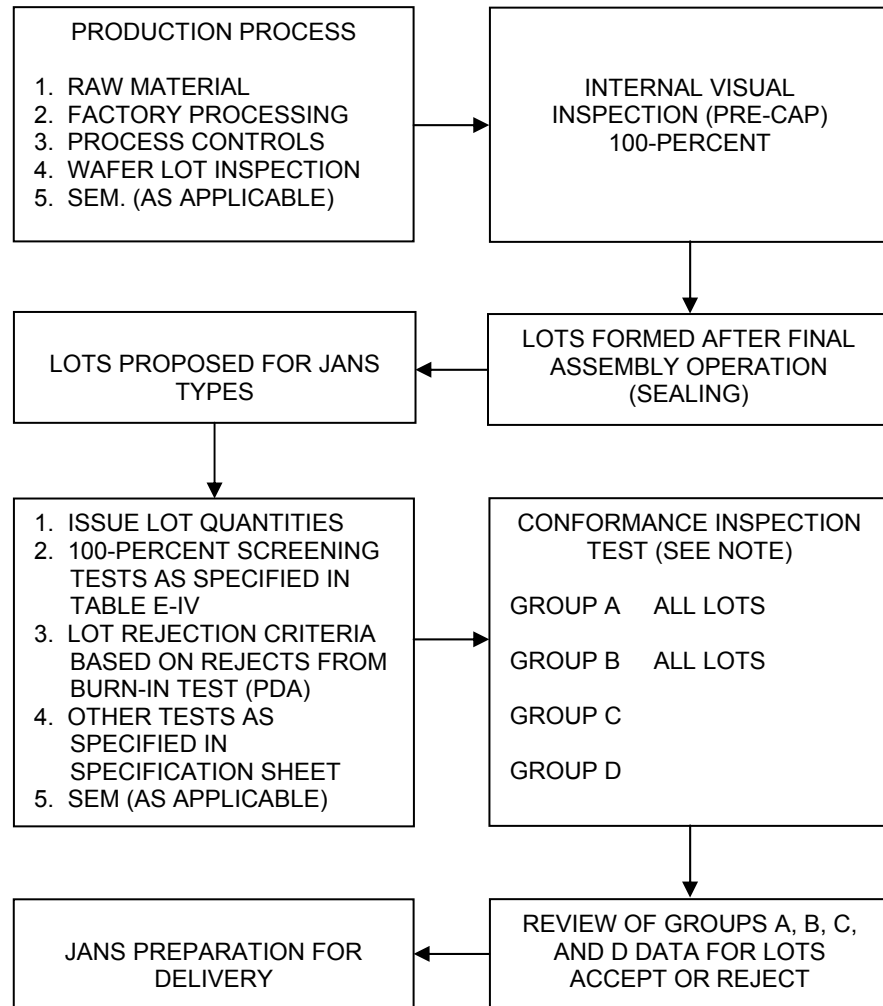 PRODUCTION PROCESS
1. RAW MATERIAL
2. FACTORY PROCESSING
3. PROCESS CONTROLS
4. WAFER LOT INSPECTION
5. SEM. (AS APPLICABLE)
INTERNAL VISUAL
INSPECTION (PRE-CAP)
100-PERCENT
LOTS FORMED AFTER FINAL
ASSEMBLY OPERATION
(SEALING)
LOTS PROPOSED FOR JANS
TYPES
1. ISSUE LOT QUANTITIES
2. 100-PERCENT SCREENING
TESTS AS SPECIFIED IN
TABLE E-IV
3. LOT REJECTION CRITERIA
BASED ON REJECTS FROM
BURN-IN TEST (PDA)
4. OTHER TESTS AS
SPECIFIED IN
SPECIFICATION SHEET
5. SEM (AS APPLICABLE)
CONFORMANCE INSPECTION
TEST (SEE NOTE)
GROUP A ALL LOTS
GROUP B ALL LOTS
GROUP C
GROUP D
REVIEW OF GROUPS A, B, C,
AND D DATA FOR LOTS
ACCEPT OR REJECT
JANS PREPARATION FOR
DELIVERY